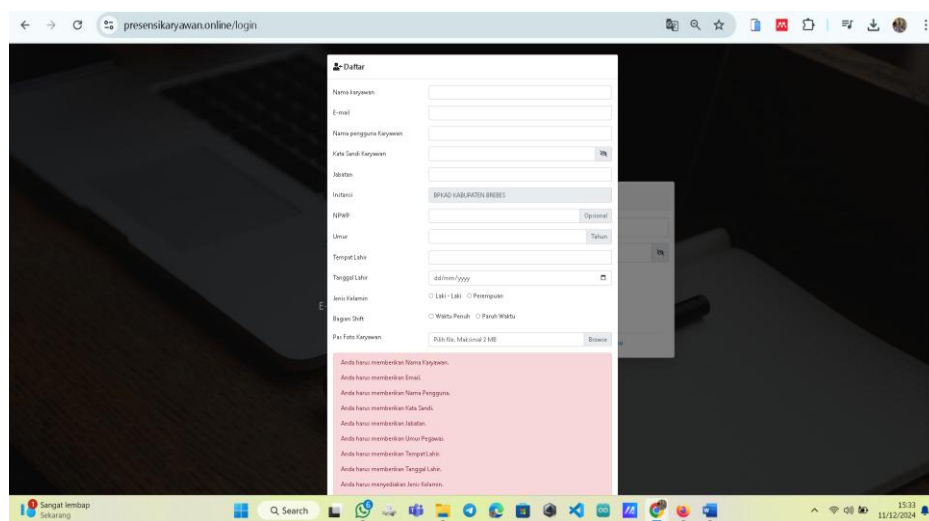 presensikaryawan.online/login
Daftar
Nama karyawan
E-mail
Nama pengguna Karyawan
Kata Sandi Karyawan
Jabatan
Instansi BPKAD KABUPATEN BREBES
NPWP Opsional
Umur Tahun
Tempat Lahir
Tanggal Lahir dd/mm/yyyy
Jenis Kelamin Laki - Laki Perempuan
Bagian Shift Waktu Penuh Paruh Waktu
Pas Foto Karyawan Pilih file. Maksimal 2 MB Browse
Anda harus memberikan Nama Karyawan.
Anda harus memberikan Email.
Anda harus memberikan Nama Pengguna.
Anda harus memberikan Kata Sandi.
Anda harus memberikan Jabatan.
Anda harus memberikan Umur Pegawai.
Anda harus memberikan Tempat Lahir.
Anda harus memberikan Tanggal Lahir.
Anda harus menyediakan Jenis Kelamin.
1
Sangat lembap
Sekarang
Search
15:33
11/12/2024